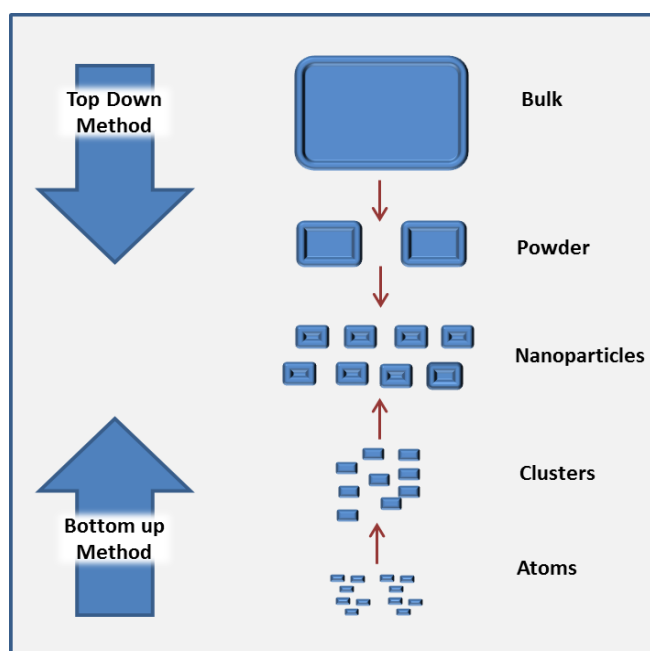 Top Down
Method
Bulk
Powder
Nanoparticles
Clusters
Bottom up
Method
Atoms